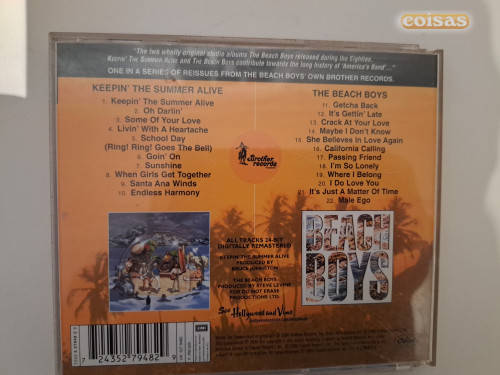 coisas
"The two wholly original studio albums The Beach Boys released during the Eighties,
Keepin' The Summer Alive and The Beach Boys contribute towards the long history of 'America's Band'..."
ONE IN A SERIES OF REISSUES FROM THE BEACH BOYS' OWN BROTHER RECORDS.
KEEPIN' THE SUMMER ALIVE
1. Keepin' The Summer Alive
2. Oh Darlin'
3. Some Of Your Love
4. Livin' With A Heartache
5. School Day
(Ring! Ring! Goes The Bell)
6. Goin' On
7. Sunshine
8. When Girls Get Together
9. Santa Ana Winds
10. Endless Harmony
Brother
records
THE BEACH BOYS
11. Getcha Back
12. It's Gettin' Late
13. Crack At Your Love
14. Maybe I Don't Know
15. She Believes In Love Again
16. California Calling
17. Passing Friend
18. I'm So Lonely
19. Where I Belong
20. I Do Love You
21. It's Just A Matter Of Time
22. Male Ego
ALL TRACKS 24-BIT
DIGITALLY REMASTERED
KEEPIN' THE SUMMER ALIVE
PRODUCED BY
BRUCE JOHNSTON
THE BEACH BOYS
PRODUCED BY STEVE LEVINE
FOR DO NOT ERASE
PRODUCTIONS LTD.
BEACH
BOYS
See Hollywood and Vine
EMI
7 24352 79482 9
Capitol